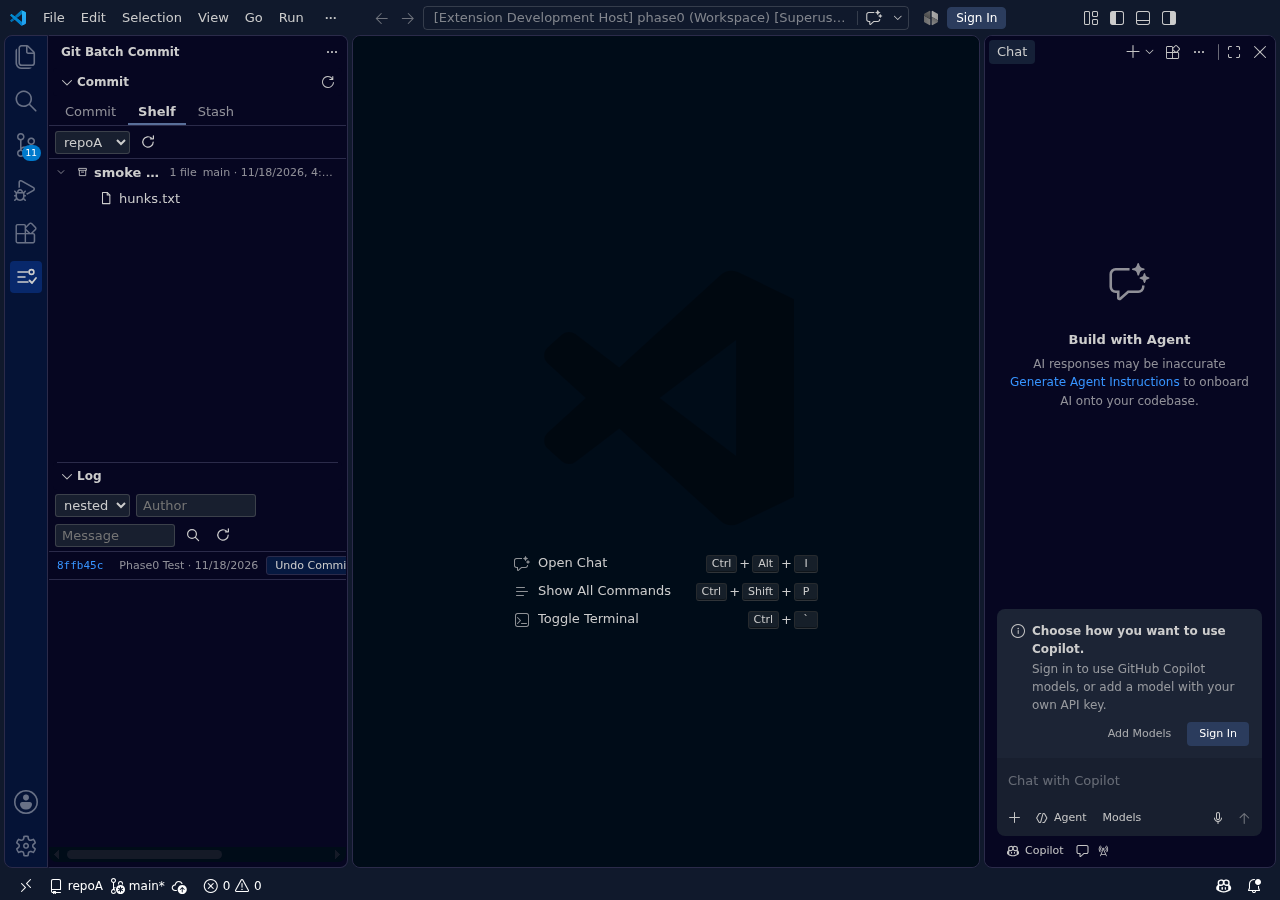 File Edit Selection View Go Run ···
[Extension Development Host] phase0 (Workspace) [Superus...
Sign In
Git Batch Commit
Commit
Commit Shelf Stash
repoA
smoke ... 1 file main · 11/18/2026, 4:...
hunks.txt
11
Log
nested Author
Message
8ffb45c Phase0 Test · 11/18/2026 Undo Commi
Open Chat Ctrl + Alt + I
Show All Commands Ctrl + Shift + P
Toggle Terminal Ctrl + `
Chat
Build with Agent
AI responses may be inaccurate
Generate Agent Instructions to onboard
AI onto your codebase.
Choose how you want to use
Copilot.
Sign in to use GitHub Copilot
models, or add a model with your
own API key.
Add Models Sign In
Chat with Copilot
Agent Models
Copilot
repoA main* 0 0